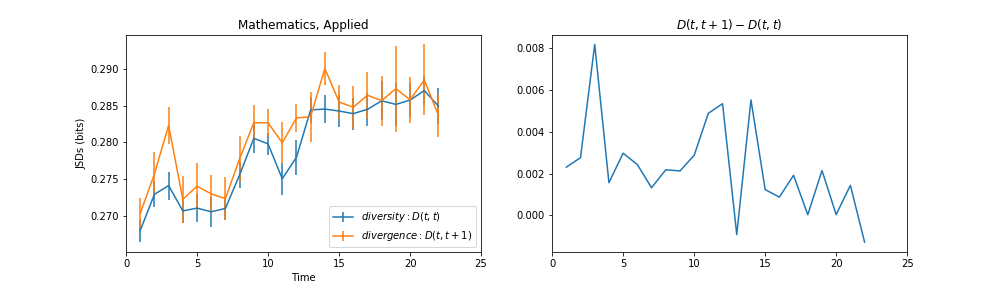 Mathematics, Applied
JSDs (bits)
0.290
0.285
0.280
0.275
0.270
0 5 10 15 20 25
Time
diversity : D(t, t)
divergence : D(t, t + 1)
D(t, t + 1) − D(t, t)
0.008
0.006
0.004
0.002
0.000
0 5 10 15 20 25